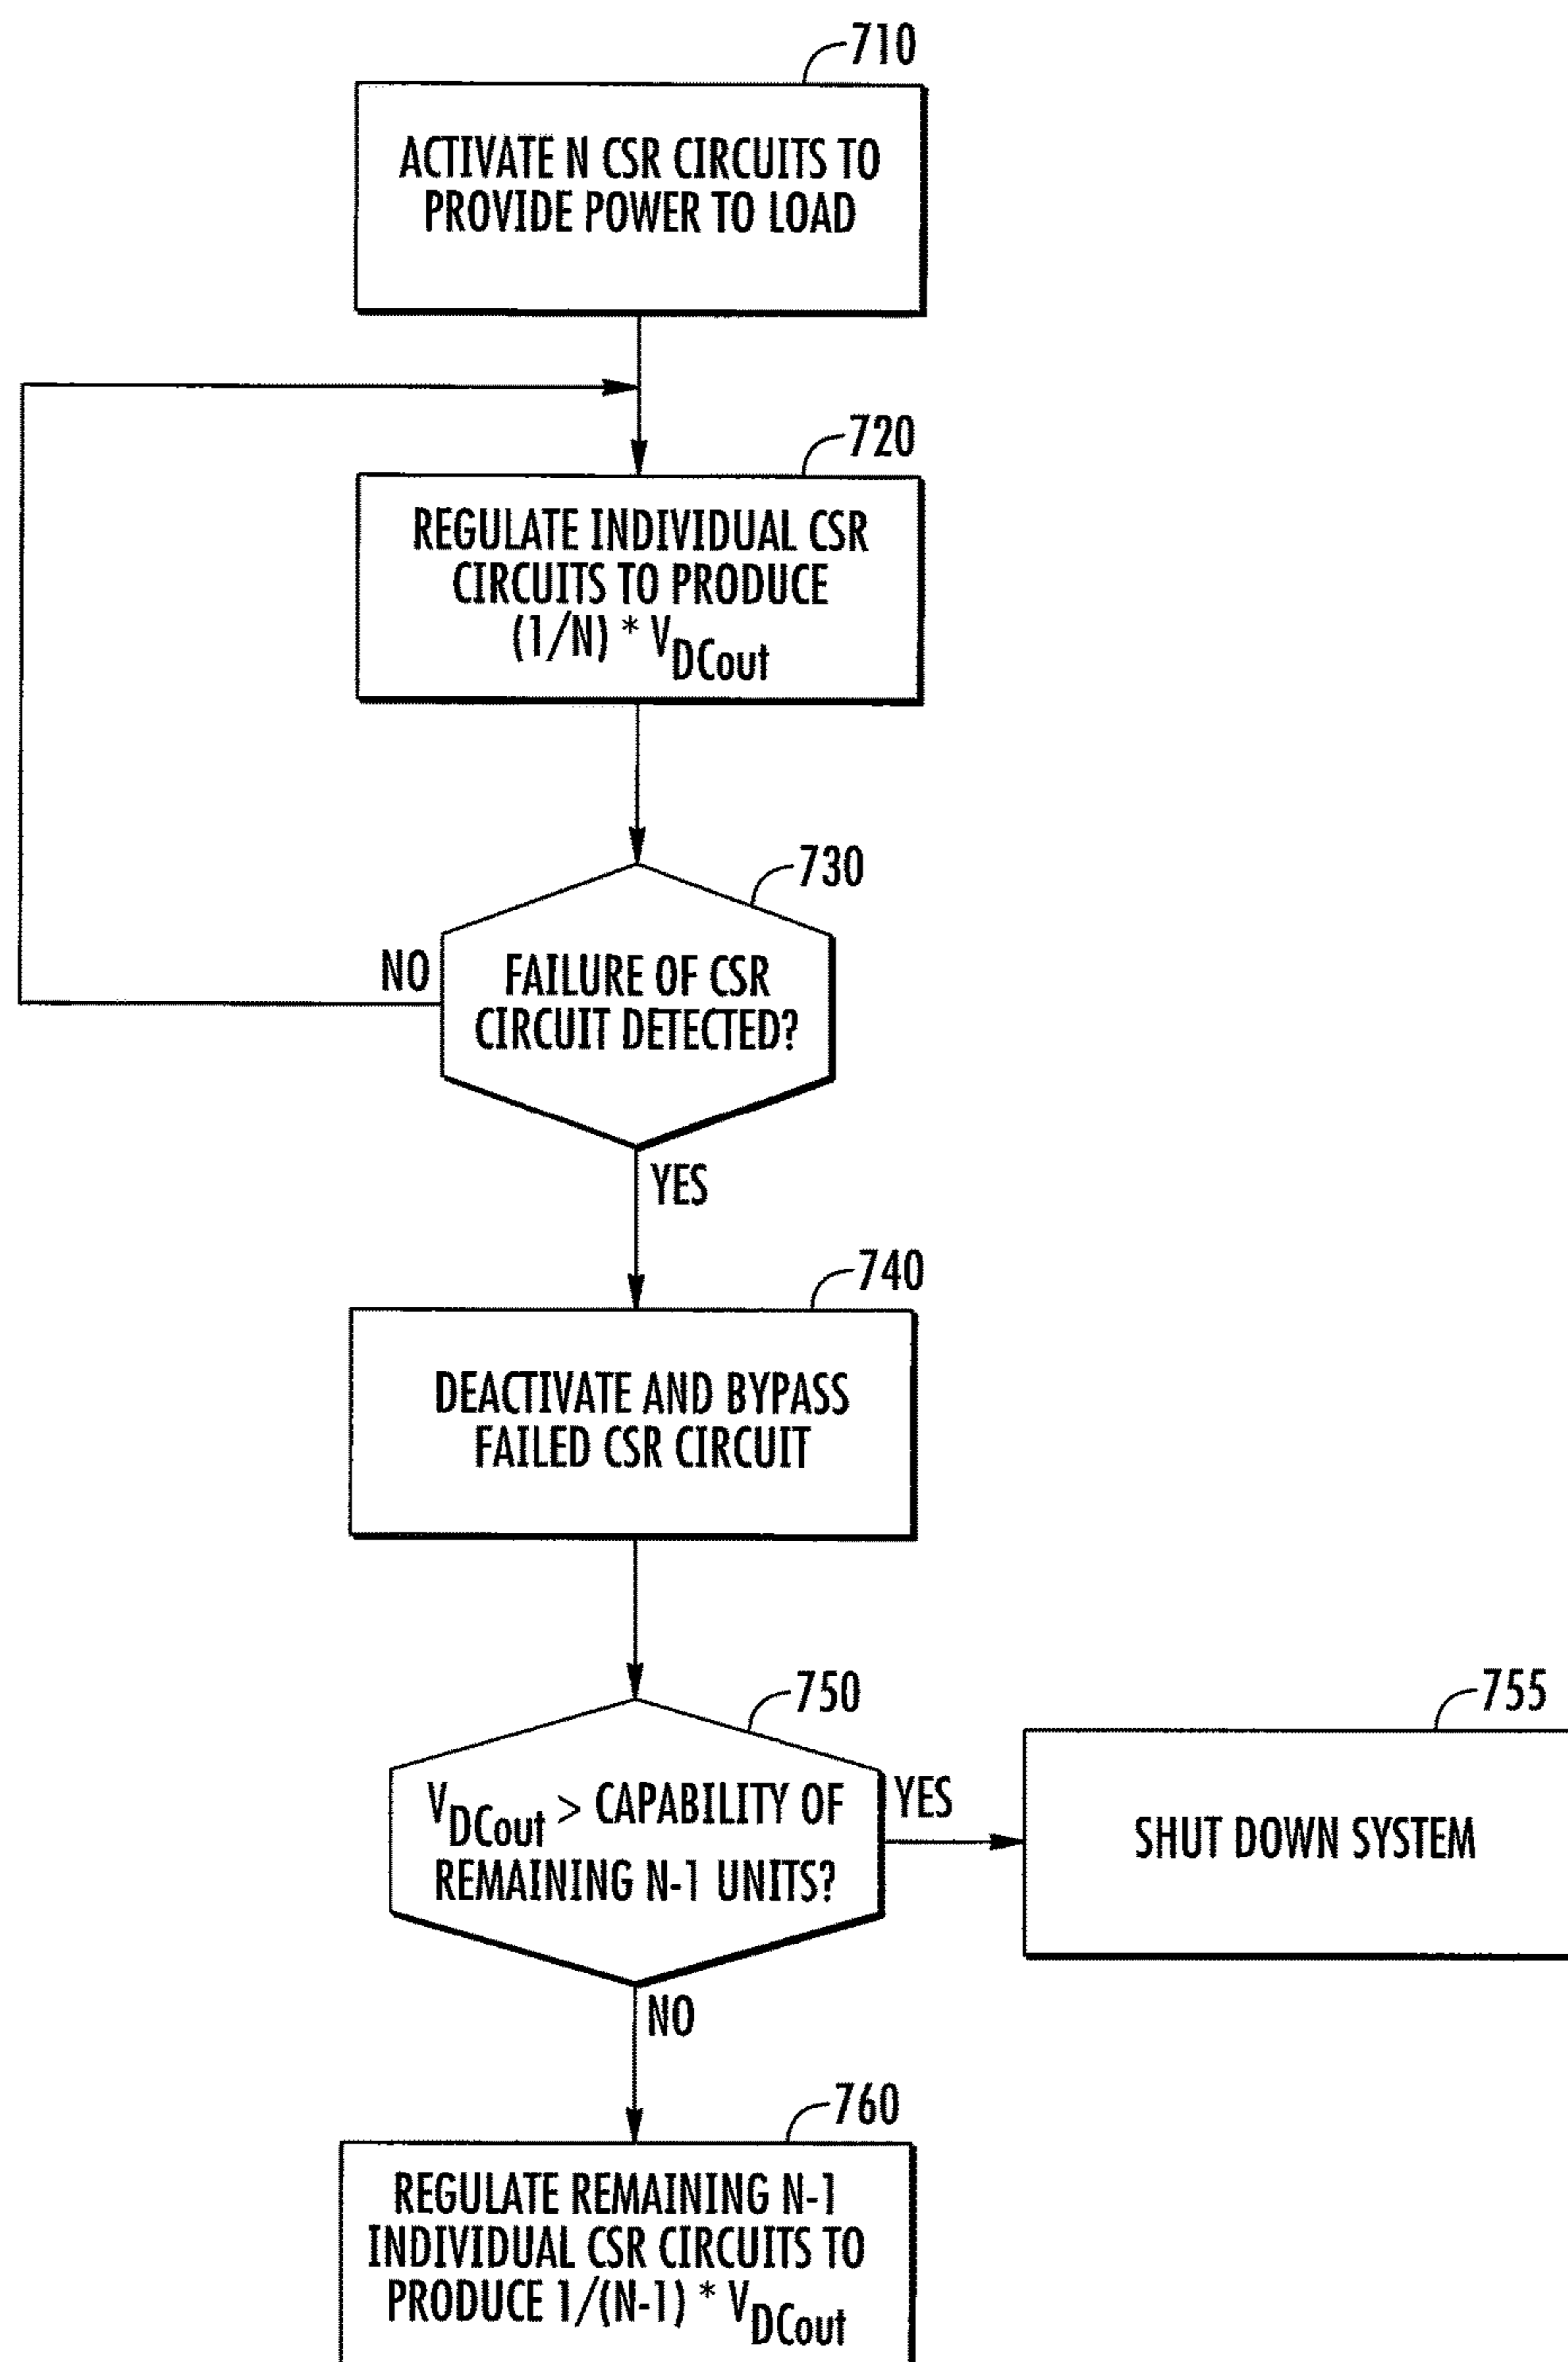 710
ACTIVATE N CSR CIRCUITS TO
PROVIDE POWER TO LOAD
720
REGULATE INDIVIDUAL CSR
CIRCUITS TO PRODUCE
(1/N) * VDCout
730
NO
FAILURE OF CSR
CIRCUIT DETECTED?
YES
740
DEACTIVATE AND BYPASS
FAILED CSR CIRCUIT
750
VDCout > CAPABILITY OF
REMAINING N-1 UNITS?
YES
755
SHUT DOWN SYSTEM
NO
760
REGULATE REMAINING N-1
INDIVIDUAL CSR CIRCUITS TO
PRODUCE 1/(N-1) * VDCout